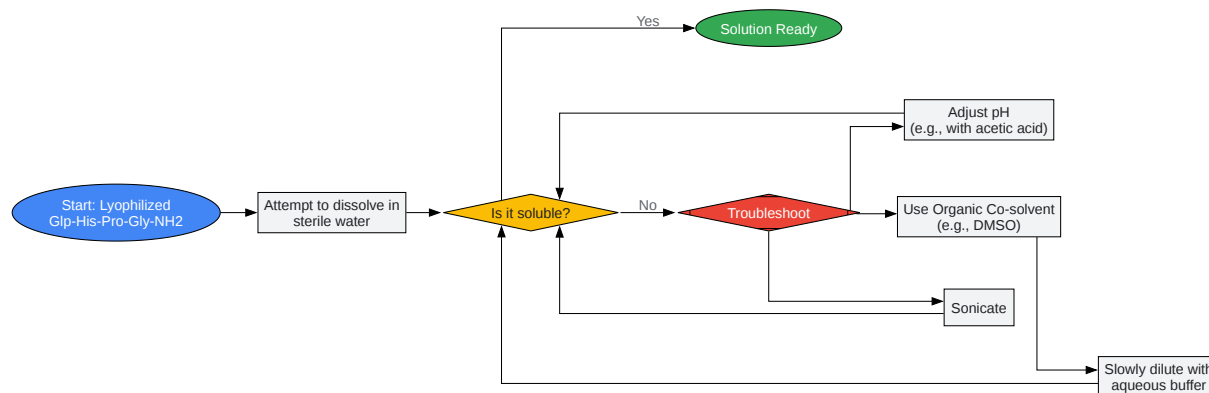 Yes
Solution Ready
Adjust pH
(e.g., with acetic acid)
Start: Lyophilized
Glp-His-Pro-Gly-NH2
Attempt to dissolve in
sterile water
Is it soluble?
No
Troubleshoot
Use Organic Co-solvent
(e.g., DMSO)
Sonicate
Slowly dilute with
aqueous buffer